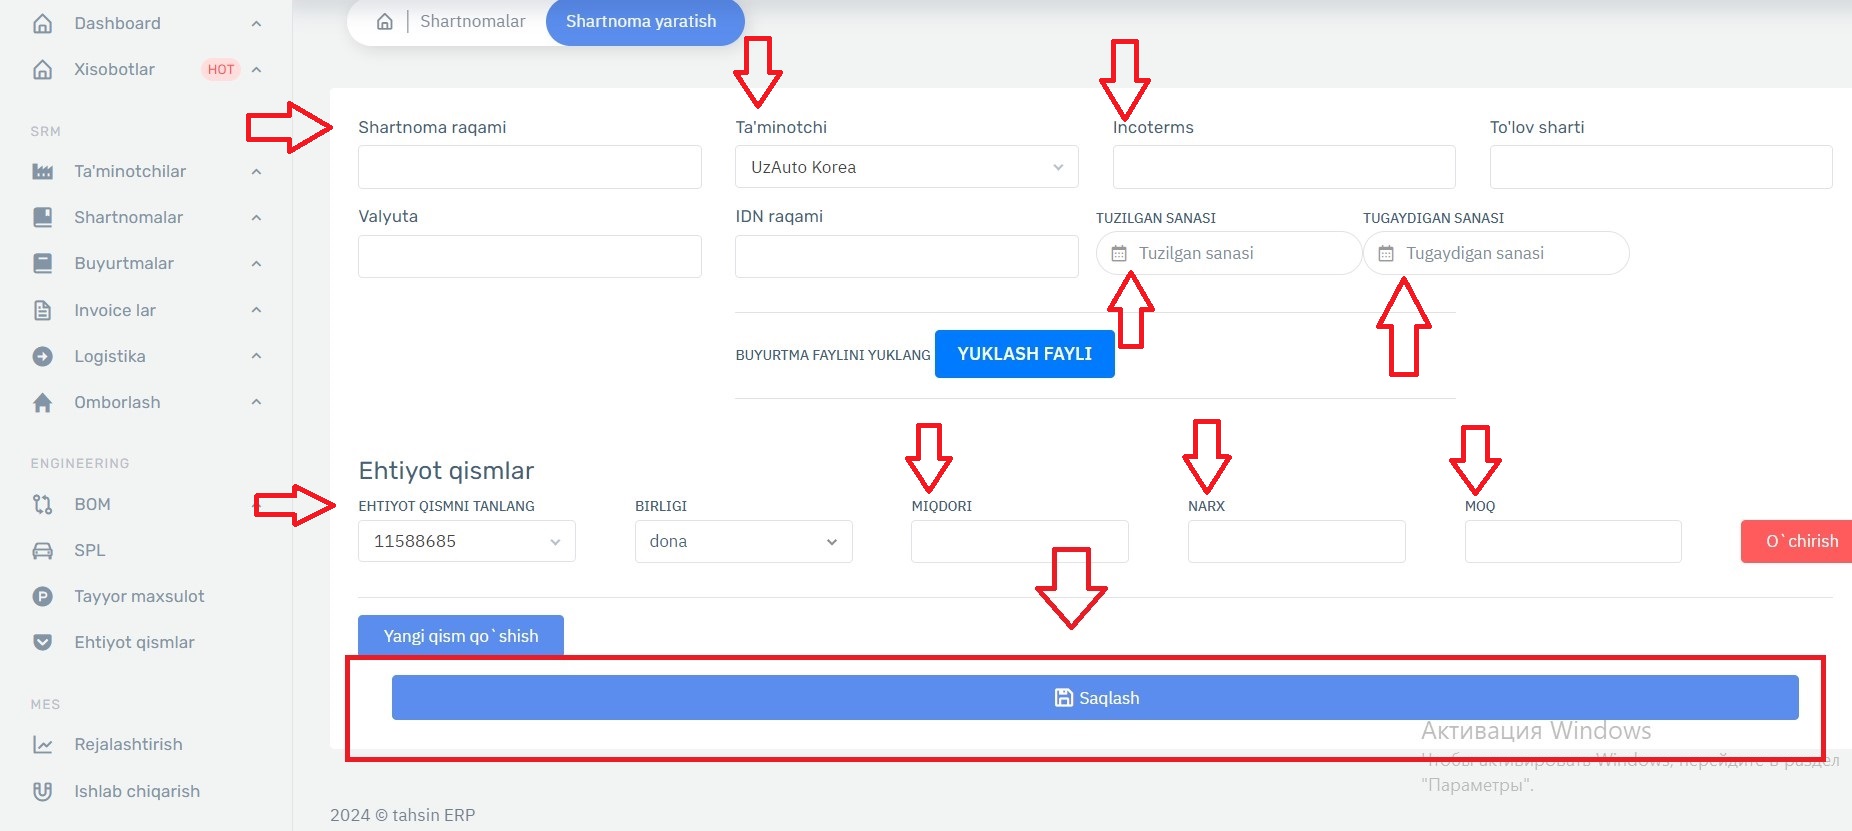 Dashboard
Xisobotlar HOT
SRM
Ta'minotchilar
Shartnomalar
Buyurtmalar
Invoice lar
Logistika
Omborlash
ENGINEERING
BOM
SPL
Tayyor maxsulot
Ehtiyot qismlar
MES
Rejalashtirish
Ishlab chiqarish
Shartnomalar Shartnoma yaratish
Shartnoma raqami Ta'minotchi Incoterms To'lov sharti
UzAuto Korea
Valyuta IDN raqami TUZILGAN SANASI TUGAYDIGAN SANASI
Tuzilgan sanasi Tugaydigan sanasi
BUYURTMA FAYLINI YUKLANG YUKLASH FAYLI
Ehtiyot qismlar
EHTIYOT QISMNI TANLANG BIRLIGI MIQDORI NARX MOQ
11588685 dona O`chirish
Yangi qism qo`shish
Saqlash
Активация Windows
Чтобы активировать Windows, перейдите в раздел
"Параметры".
2024 © tahsin ERP